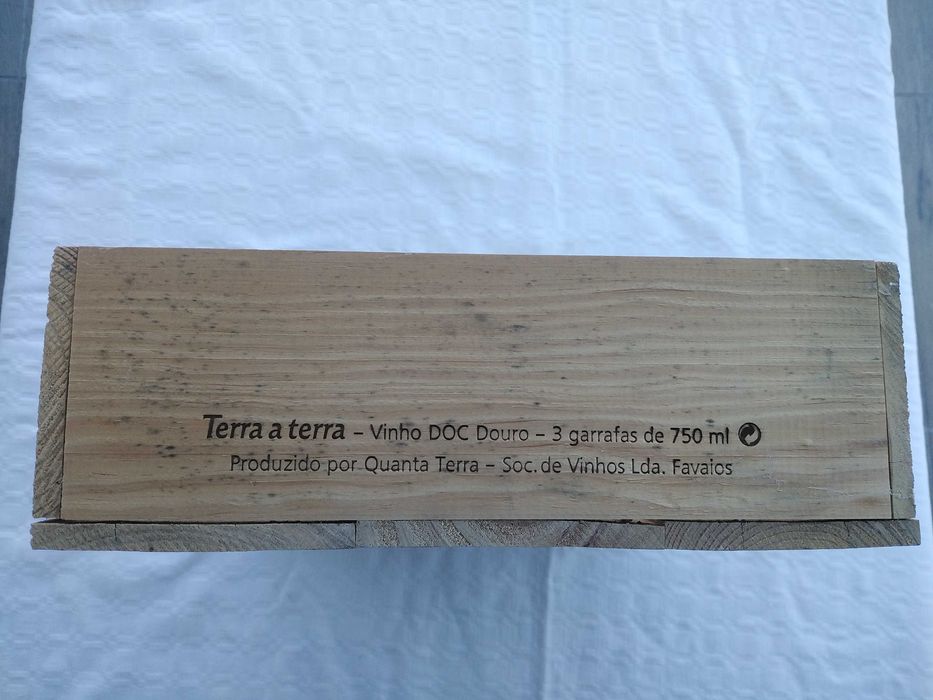 Terra a terra – Vinho DOC Douro – 3 garrafas de 750 ml
Produzido por Quanta Terra – Soc. de Vinhos Lda. Favaios